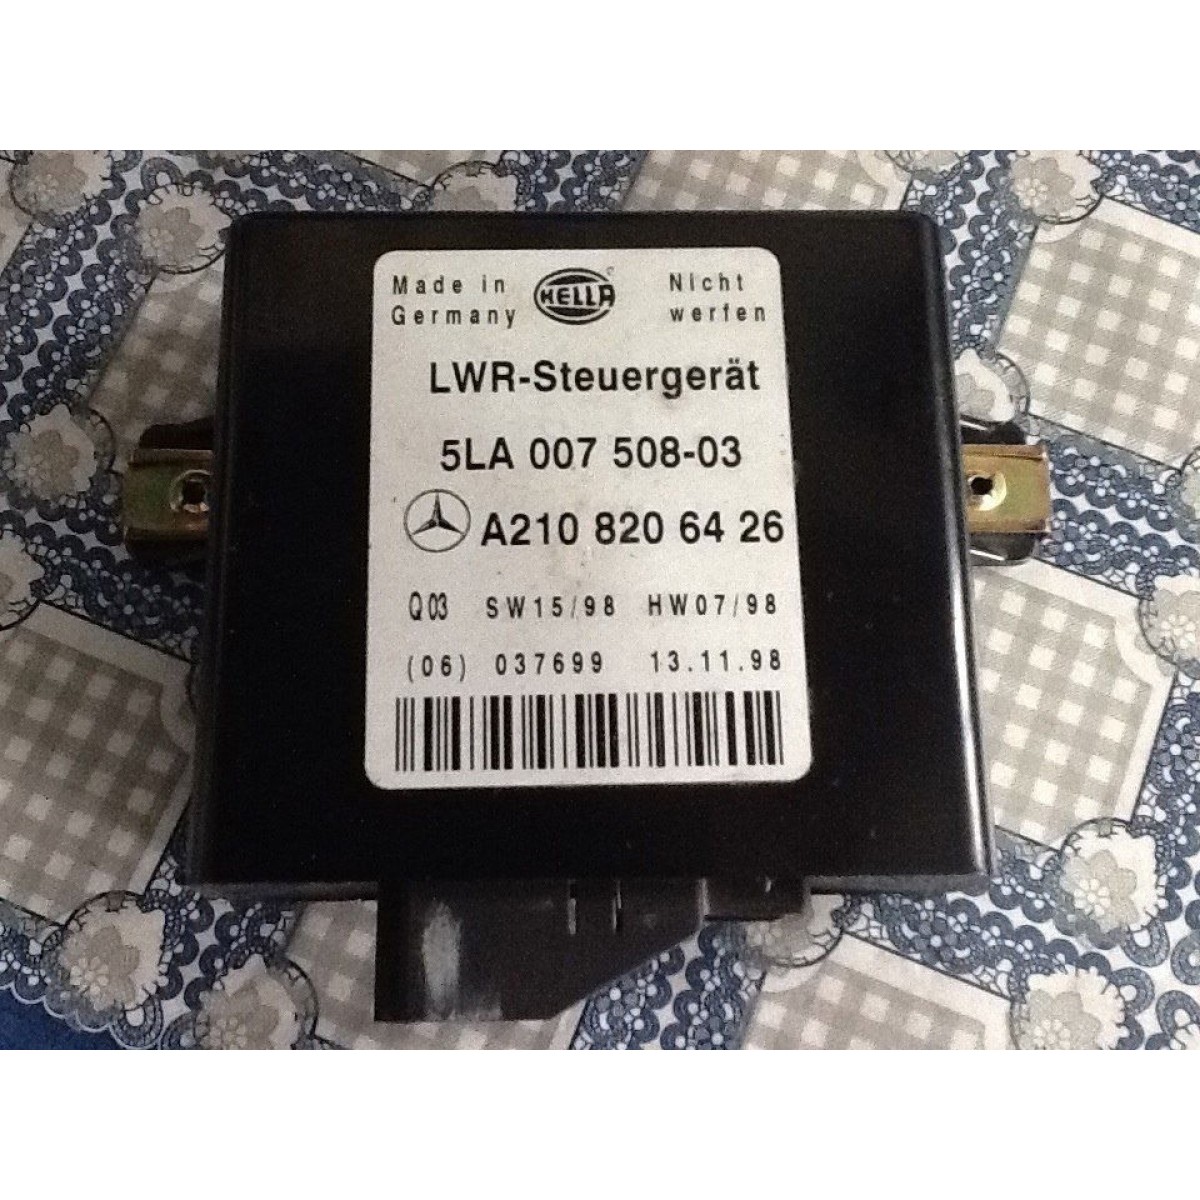 Made in HELLA © Nicht
Germany werfen
LWR-Steuergerät
5LA 007 508-03
A210 820 64 26
Q03 SW15/98 HW07/98
(06) 037699 13.11.98